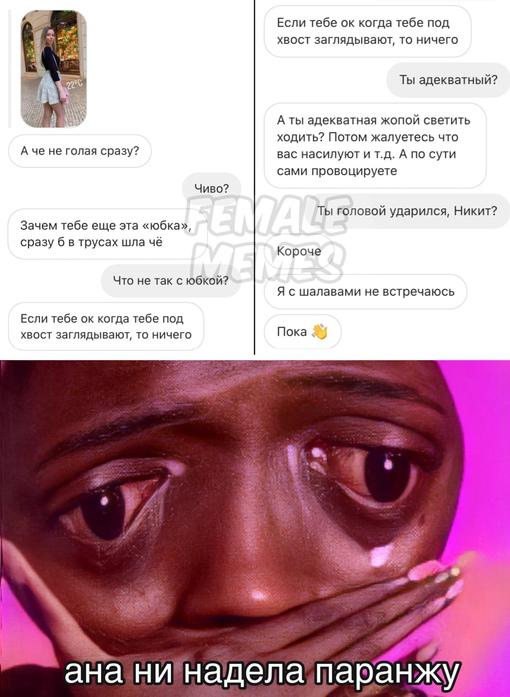 22°C
А че не голая сразу?
Чиво?
Зачем тебе еще эта «юбка»,
сразу б в трусах шла чё
Что не так с юбкой?
Если тебе ок когда тебе под
хвост заглядывают, то ничего
Если тебе ок когда тебе под
хвост заглядывают, то ничего
Ты адекватный?
А ты адекватная жопой светить
ходить? Потом жалуетесь что
вас насилуют и т.д. А по сути
сами провоцируете
Ты головой ударился, Никит?
Короче
Я с шалавами не встречаюсь
Пока 👋
FEMALE
MEMES
ана ни надела паранжу